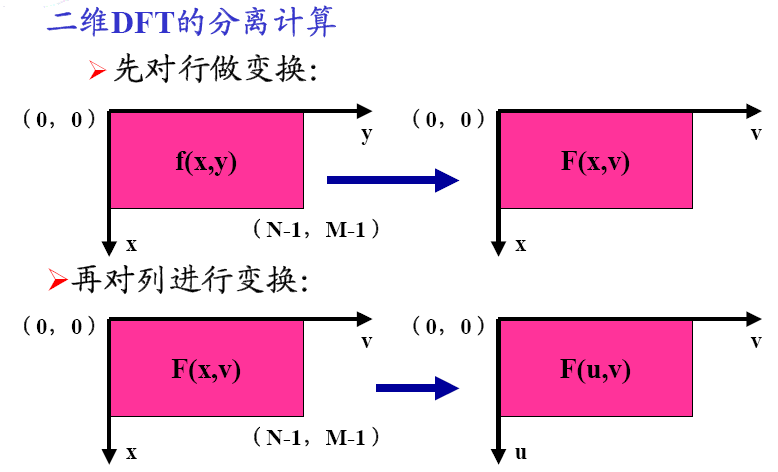 二维DFT的分离计算
先对行做变换：
（0，0） y （0，0） v
f(x,y) F(x,v)
（N-1，M-1）
x x
再对列进行变换：
（0，0） v （0，0） v
F(x,v) F(u,v)
（N-1，M-1）
x u